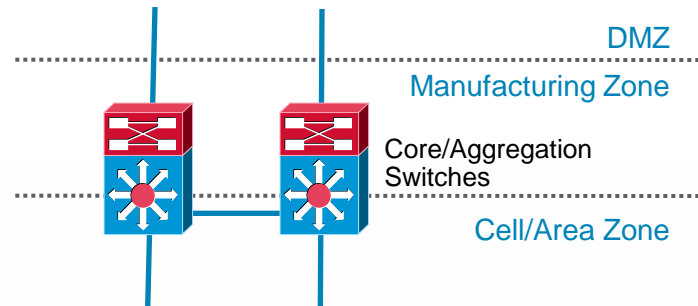 DMZ
Manufacturing Zone
Core/Aggregation
Switches
Cell/Area Zone